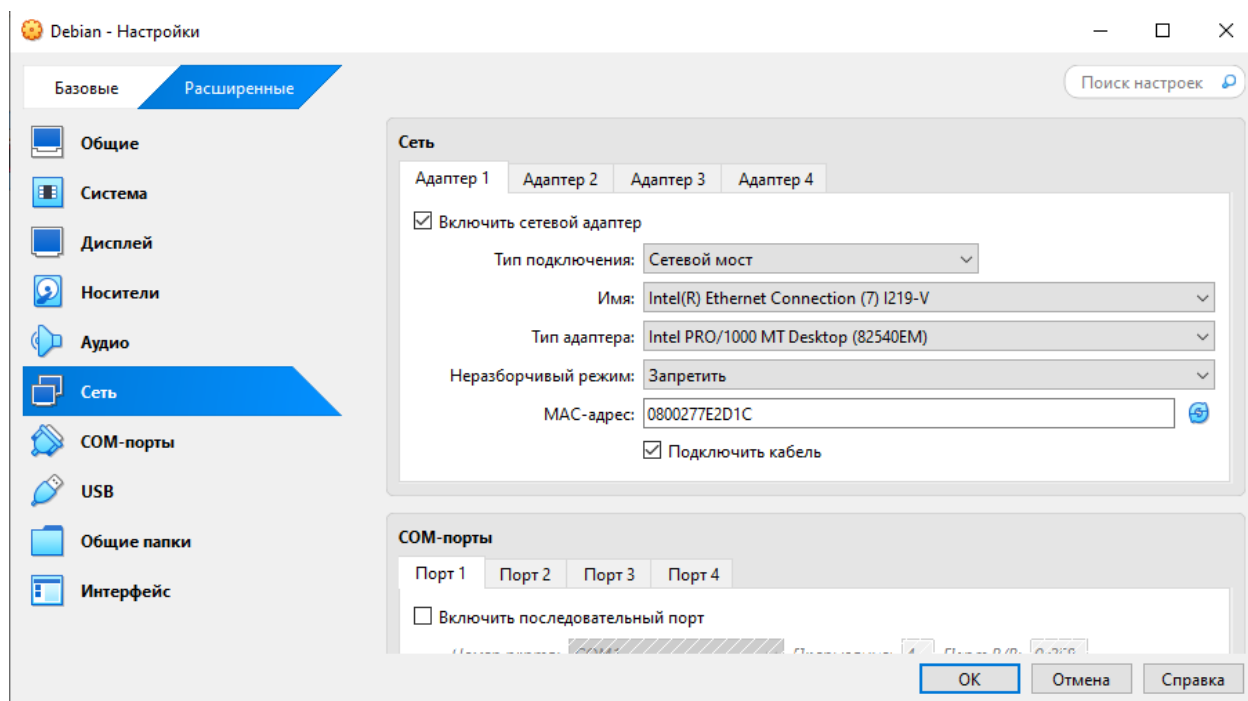 Debian - Настройки
Базовые Расширенные Поиск настроек
Общие
Система
Дисплей
Носители
Аудио
Сеть
COM-порты
USB
Общие папки
Интерфейс
Сеть
Адаптер 1 Адаптер 2 Адаптер 3 Адаптер 4
Включить сетевой адаптер
Тип подключения: Сетевой мост
Имя: Intel(R) Ethernet Connection (7) I219-V
Тип адаптера: Intel PRO/1000 MT Desktop (82540EM)
Неразборчивый режим: Запретить
MAC-адрес: 0800277E2D1C
Подключить кабель
COM-порты
Порт 1 Порт 2 Порт 3 Порт 4
Включить последовательный порт
OK Отмена Справка